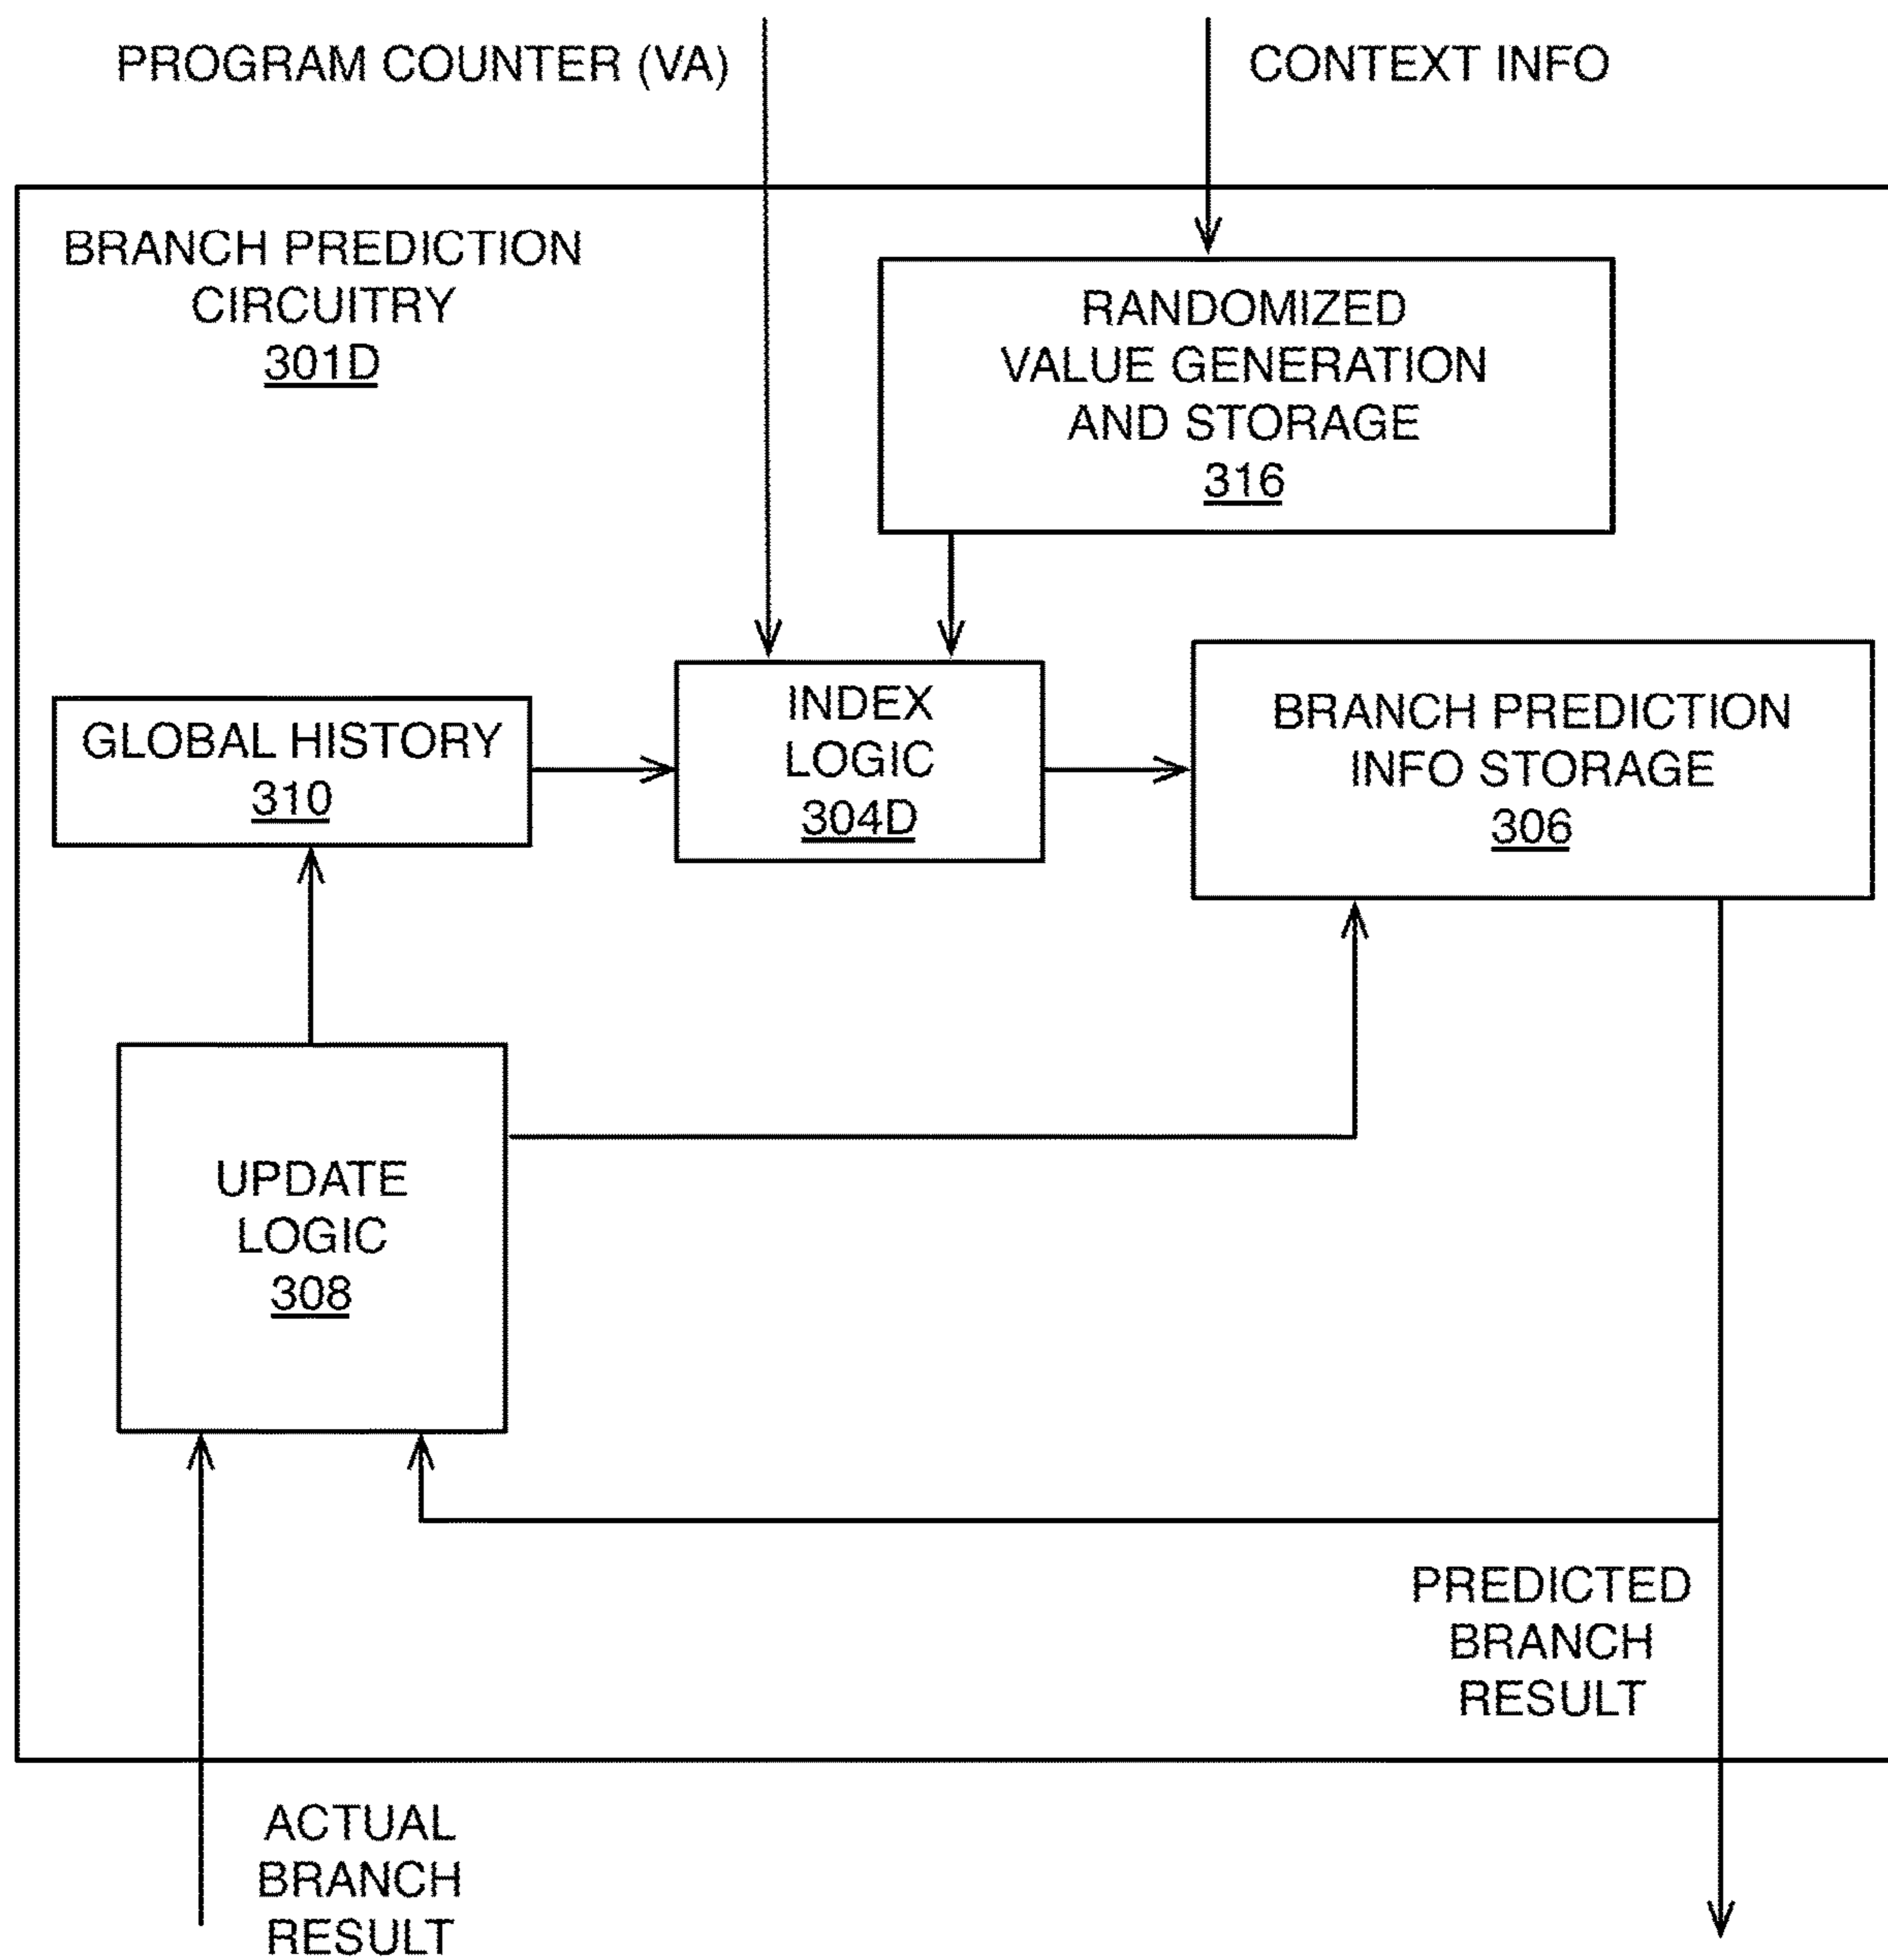 PROGRAM COUNTER (VA)
CONTEXT INFO
BRANCH PREDICTION
CIRCUITRY
301D
RANDOMIZED
VALUE GENERATION
AND STORAGE
316
GLOBAL HISTORY
310
INDEX
LOGIC
304D
BRANCH PREDICTION
INFO STORAGE
306
UPDATE
LOGIC
308
PREDICTED
BRANCH
RESULT
ACTUAL
BRANCH
RESULT